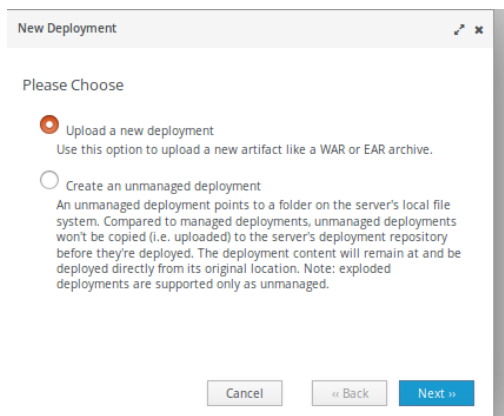 New Deployment
Please Choose
Upload a new deployment
Use this option to upload a new artifact like a WAR or EAR archive.
Create an unmanaged deployment
An unmanaged deployment points to a folder on the server's local file
system. Compared to managed deployments, unmanaged deployments
won't be copied (i.e. uploaded) to the server's deployment repository
before they're deployed. The deployment content will remain at and be
deployed directly from its original location. Note: exploded
deployments are supported only as unmanaged.
Cancel
‹‹ Back
Next ››